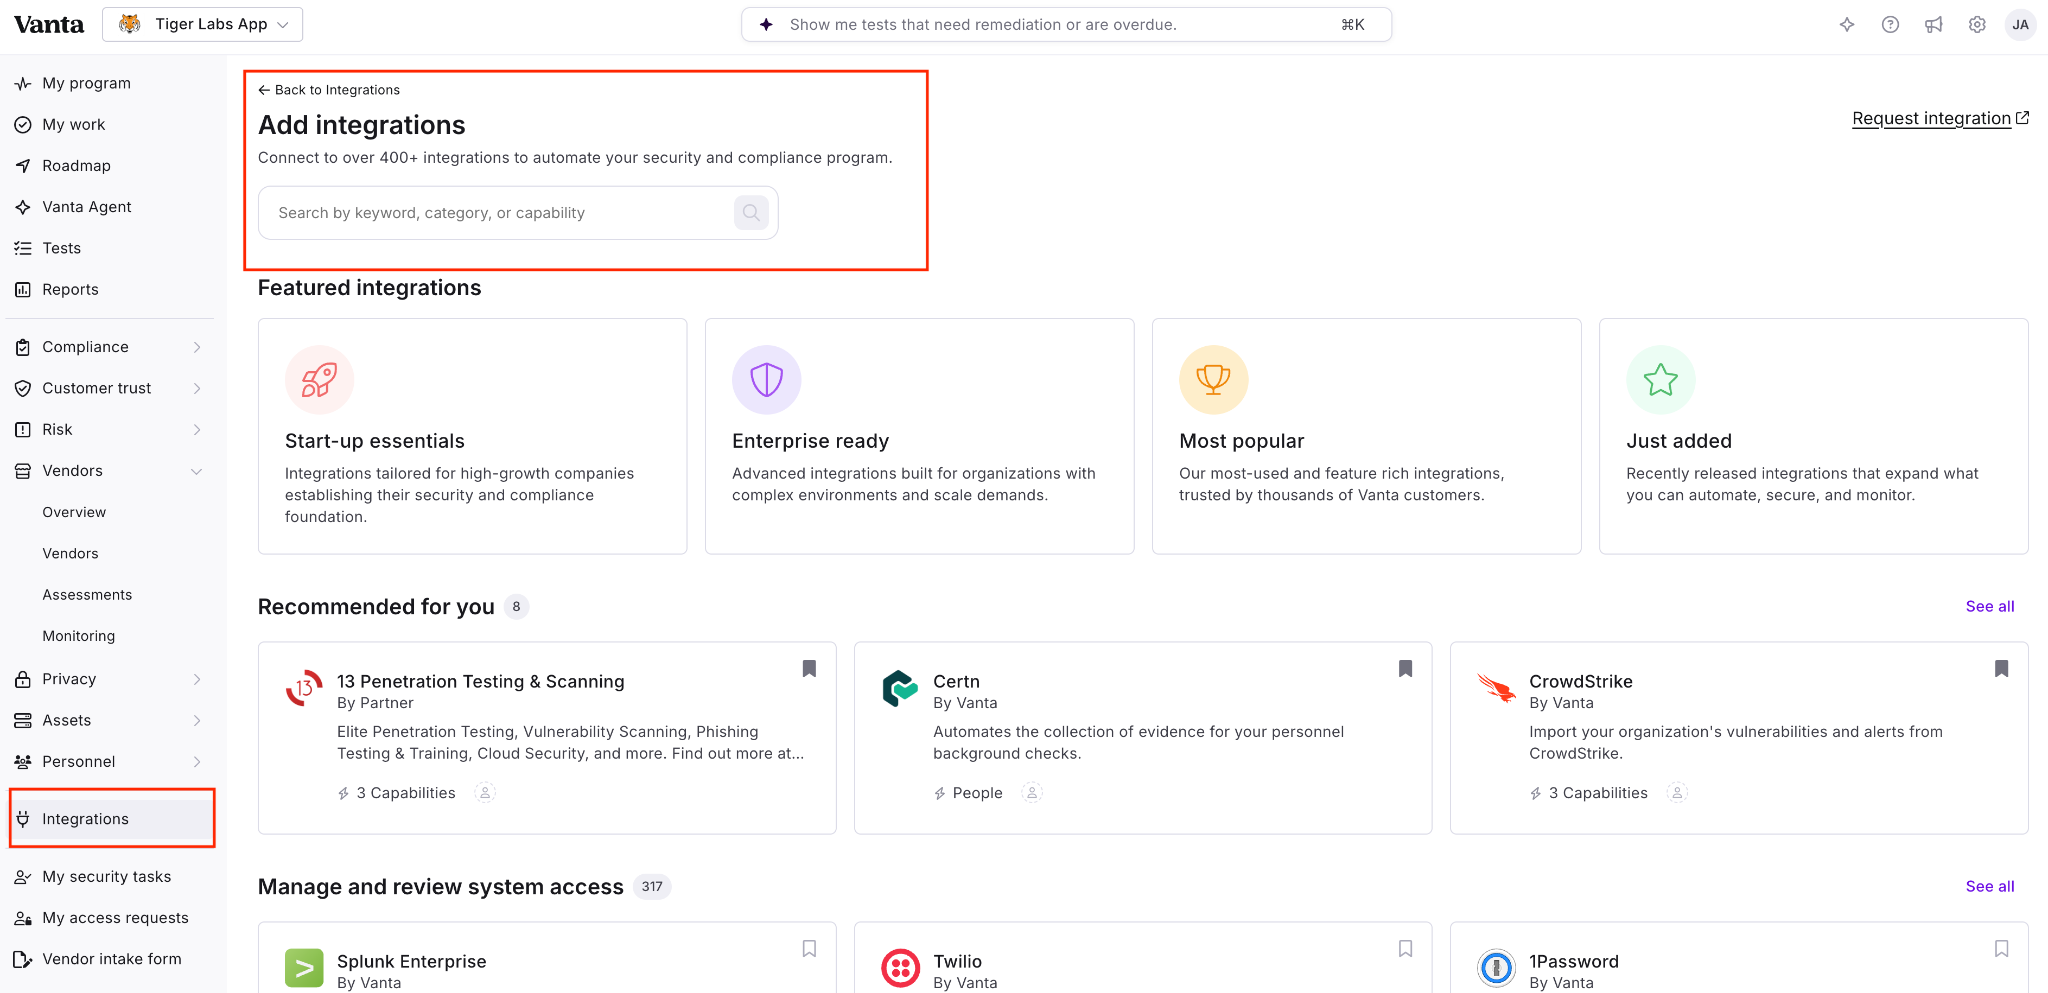 Vanta
Tiger Labs App
Show me tests that need remediation or are overdue.
⌘K
JA
My program
My work
Roadmap
Vanta Agent
Tests
Reports
Compliance
Customer trust
Risk
Vendors
Overview
Vendors
Assessments
Monitoring
Privacy
Assets
Personnel
Integrations
My security tasks
My access requests
Vendor intake form
← Back to Integrations
Add integrations
Connect to over 400+ integrations to automate your security and compliance program.
Search by keyword, category, or capability
Request integration
Featured integrations
Start-up essentials
Integrations tailored for high-growth companies
establishing their security and compliance
foundation.
Enterprise ready
Advanced integrations built for organizations with
complex environments and scale demands.
Most popular
Our most-used and feature rich integrations,
trusted by thousands of Vanta customers.
Just added
Recently released integrations that expand what
you can automate, secure, and monitor.
Recommended for you 8
See all
13
13 Penetration Testing & Scanning
By Partner
Elite Penetration Testing, Vulnerability Scanning, Phishing
Testing & Training, Cloud Security, and more. Find out more at...
3 Capabilities
Certn
By Vanta
Automates the collection of evidence for your personnel
background checks.
People
CrowdStrike
By Vanta
Import your organization's vulnerabilities and alerts from
CrowdStrike.
3 Capabilities
Manage and review system access 317
See all
Splunk Enterprise
By Vanta
Twilio
By Vanta
1Password
By Vanta